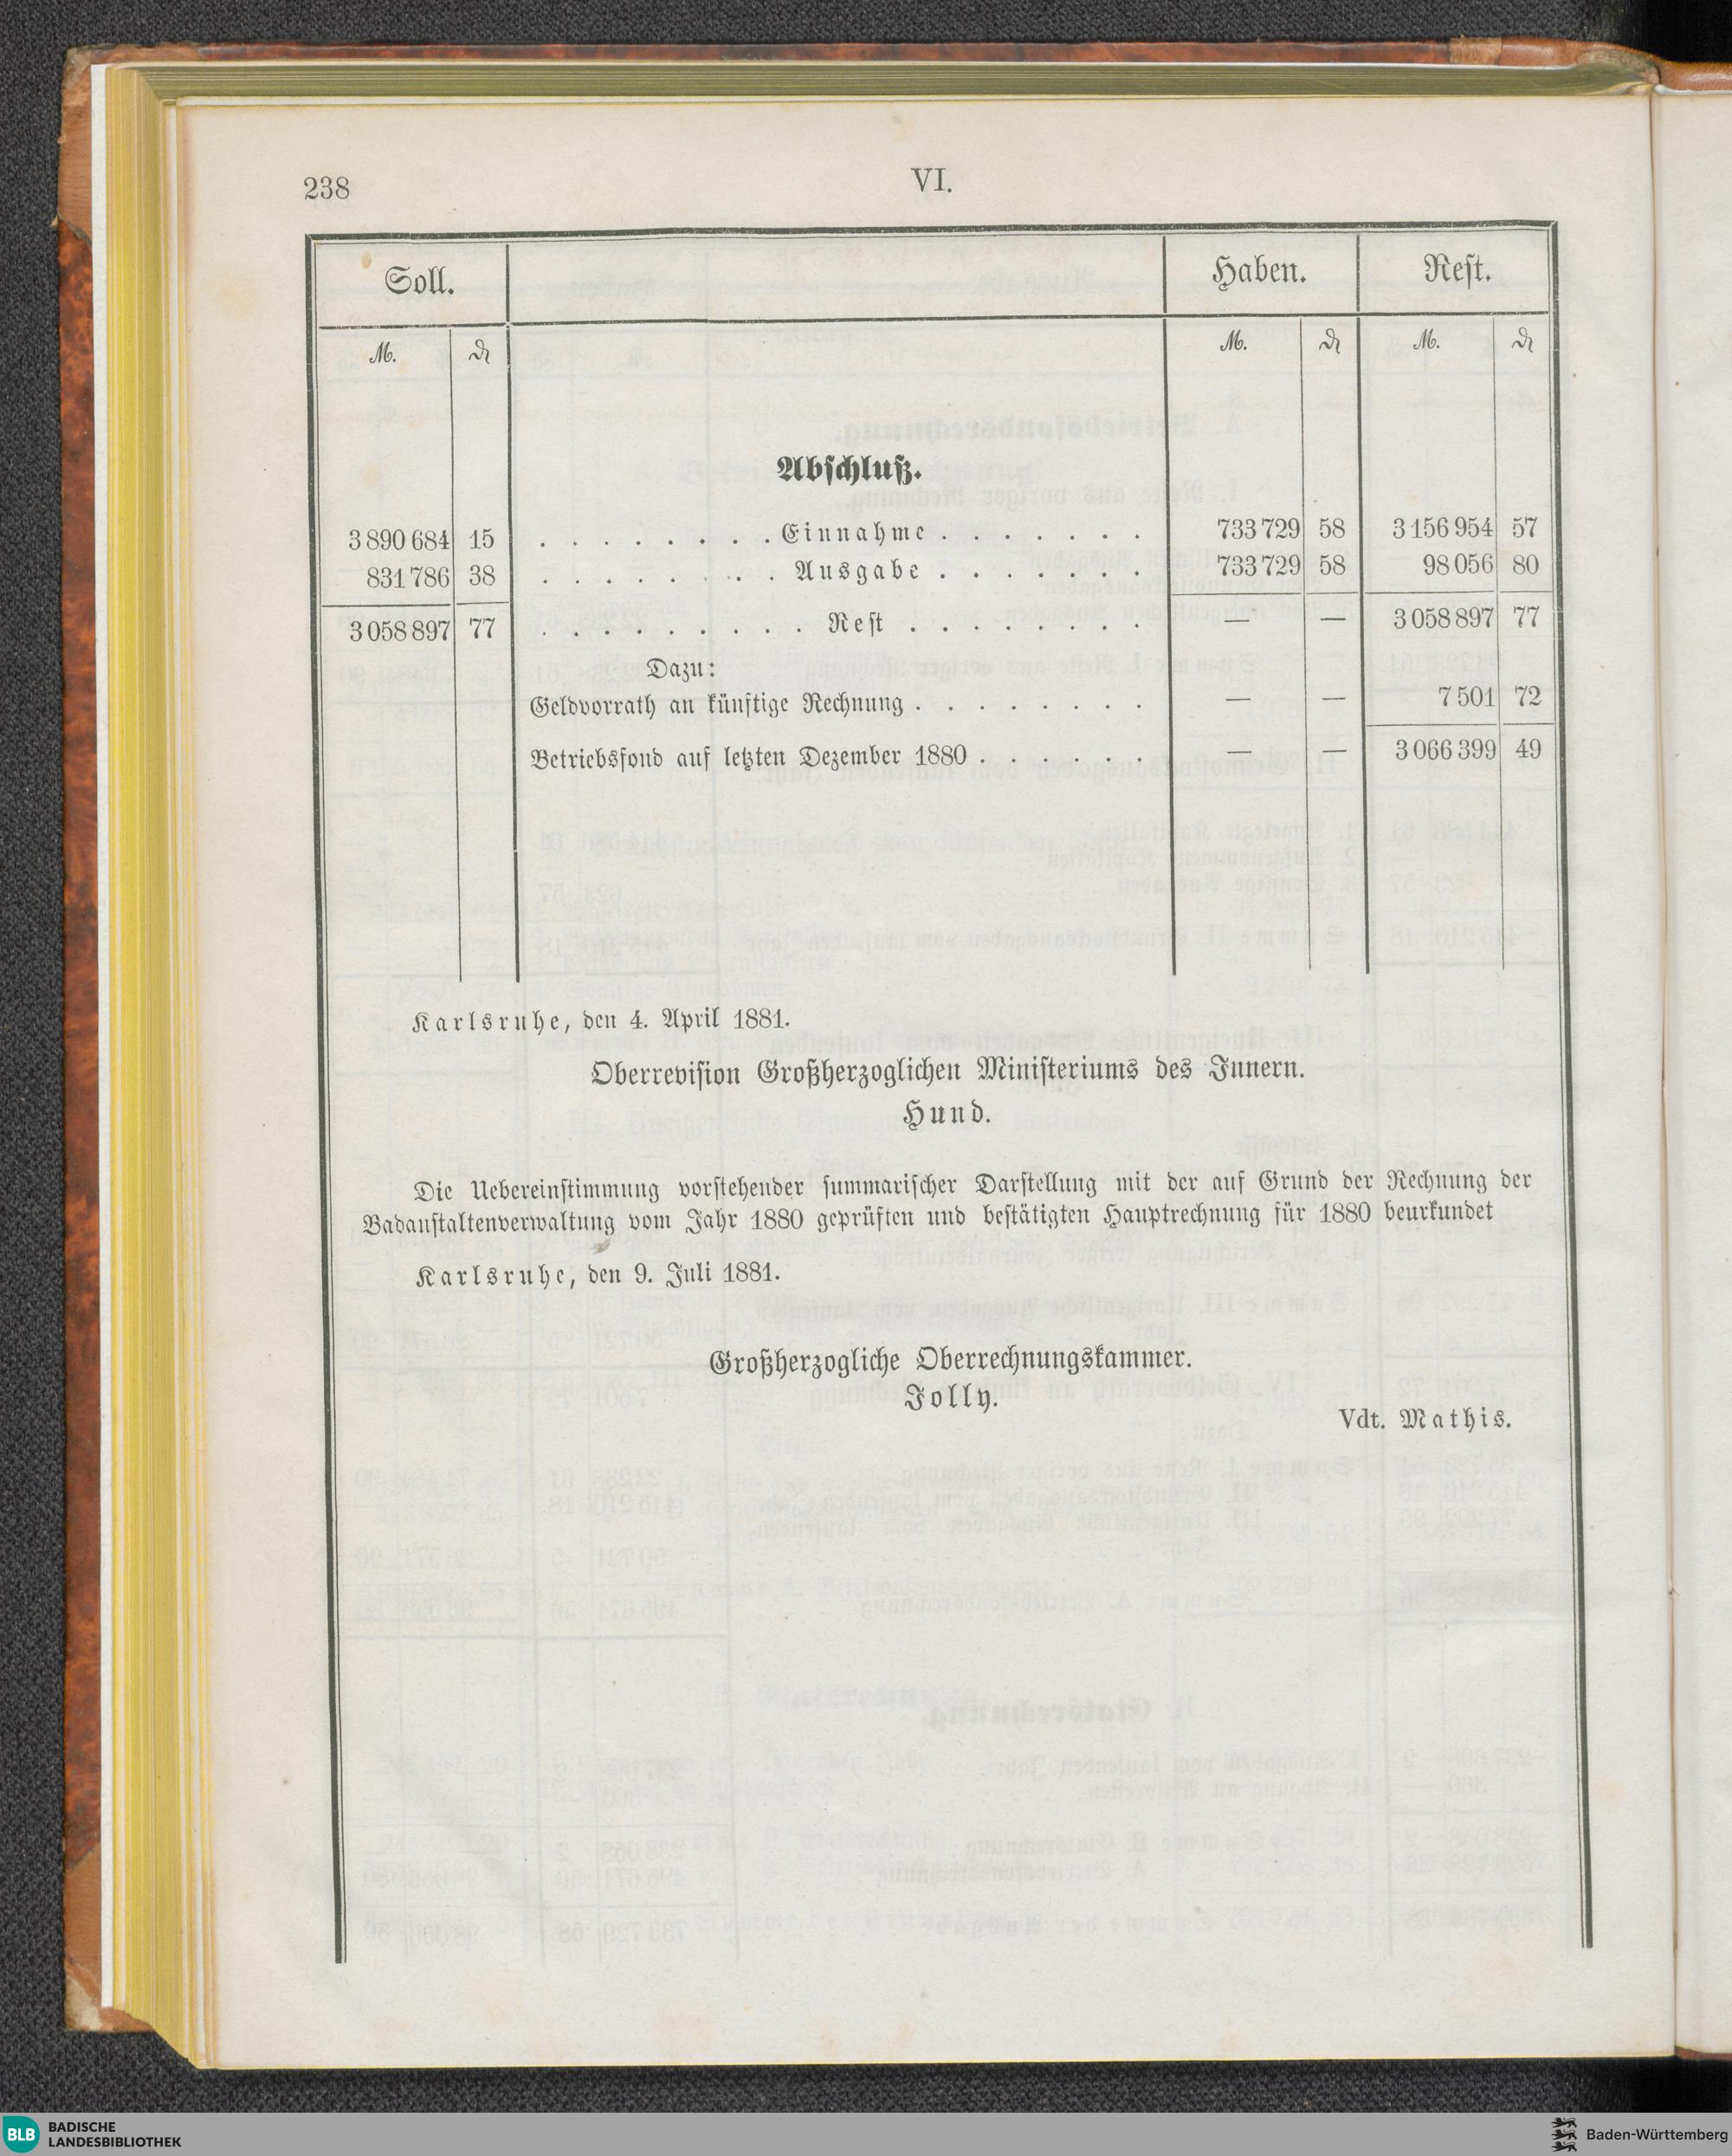 238
VI.
Soll. Haben. Rest.
M. ₰ M. ₰ M. ₰
Abschluß.
3 890 684 15 . . . . . . . . Einnahme . . . . . . . 733 729 58 3 156 954 57
831 786 38 . . . . . . . . Ausgabe . . . . . . . 733 729 58 98 056 80
3 058 897 77 . . . . . . . . . Rest . . . . . . . . — — 3 058 897 77
Dazu:
Geldvorrath an künftige Rechnung . . . . . . . . — — 7 501 72
Betriebsfond auf letzten Dezember 1880 . . . . . . — — 3 066 399 49
Karlsruhe, den 4. April 1881.
Oberrevision Großherzoglichen Ministeriums des Innern.
Hund.
Die Uebereinstimmung vorstehender summarischer Darstellung mit der auf Grund der Rechnung der
Badanstaltenverwaltung vom Jahr 1880 geprüften und bestätigten Hauptrechnung für 1880 beurkundet
Karlsruhe, den 9. Juli 1881.
Großherzogliche Oberrechnungskammer.
Jolly.
Vdt. Mathis.
BLB BADISCHE
LANDESBIBLIOTHEK
Baden-Württemberg